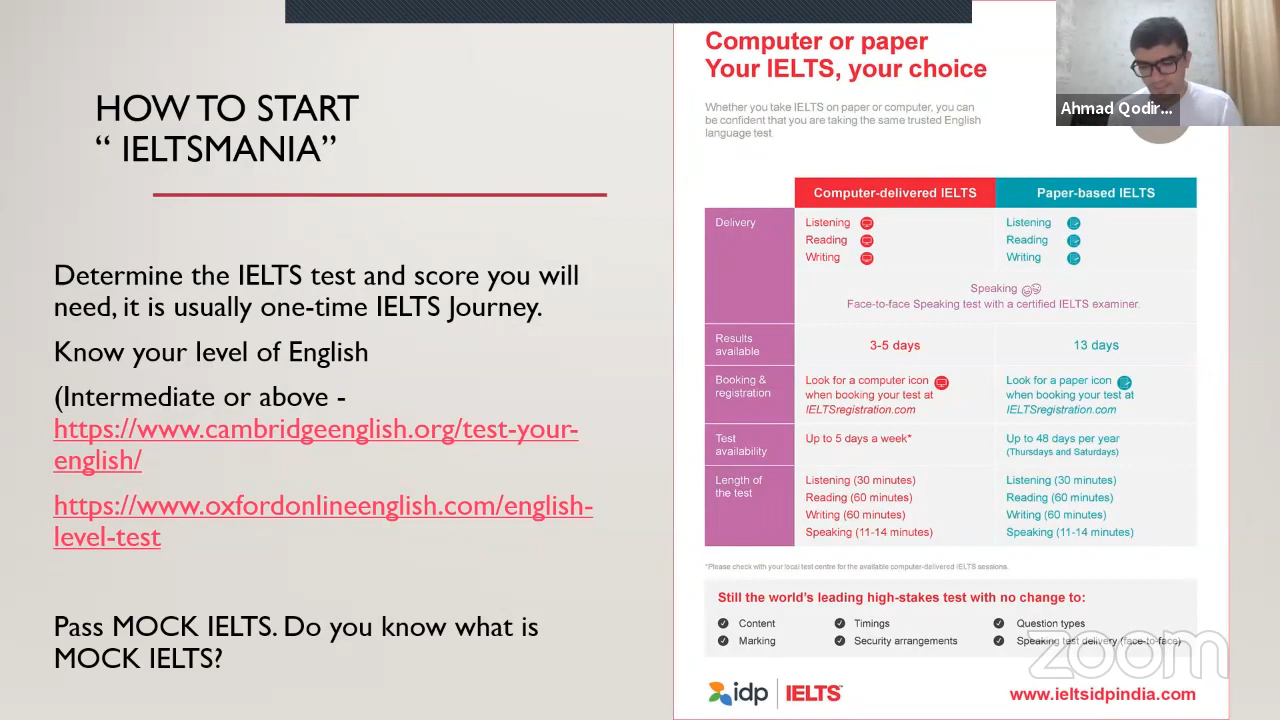 HOW TO START
“ IELTSMANIA”
Determine the IELTS test and score you will
need, it is usually one-time IELTS Journey.
Know your level of English
(Intermediate or above -
https://www.cambridgeenglish.org/test-your-
english/
https://www.oxfordonlineenglish.com/english-
level-test
Pass MOCK IELTS. Do you know what is
MOCK IELTS?
Computer or paper
Your IELTS, your choice
Whether you take IELTS on paper or computer, you can
be confident that you are taking the same trusted English
language test.
Ahmad Qodir...
Computer-delivered IELTS
Paper-based IELTS
Delivery
Listening
Reading
Writing
Listening
Reading
Writing
Speaking
Face-to-face Speaking test with a certified IELTS examiner.
Results
available
3-5 days
13 days
Booking &
registration
Look for a computer icon
when booking your test at
IELTSregistration.com
Look for a paper icon
when booking your test at
IELTSregistration.com
Test
availability
Up to 5 days a week*
Up to 48 days per year
(Thursdays and Saturdays)
Length of
the test
Listening (30 minutes)
Reading (60 minutes)
Writing (60 minutes)
Speaking (11-14 minutes)
Listening (30 minutes)
Reading (60 minutes)
Writing (60 minutes)
Speaking (11-14 minutes)
*Please check with your local test centre for the available computer-delivered IELTS sessions.
Still the world's leading high-stakes test with no change to:
Content
Timings
Question types
Marking
Security arrangements
Speaking test delivery (face-to-face)
zoom
idp IELTS™
www.ieltsidpindia.com